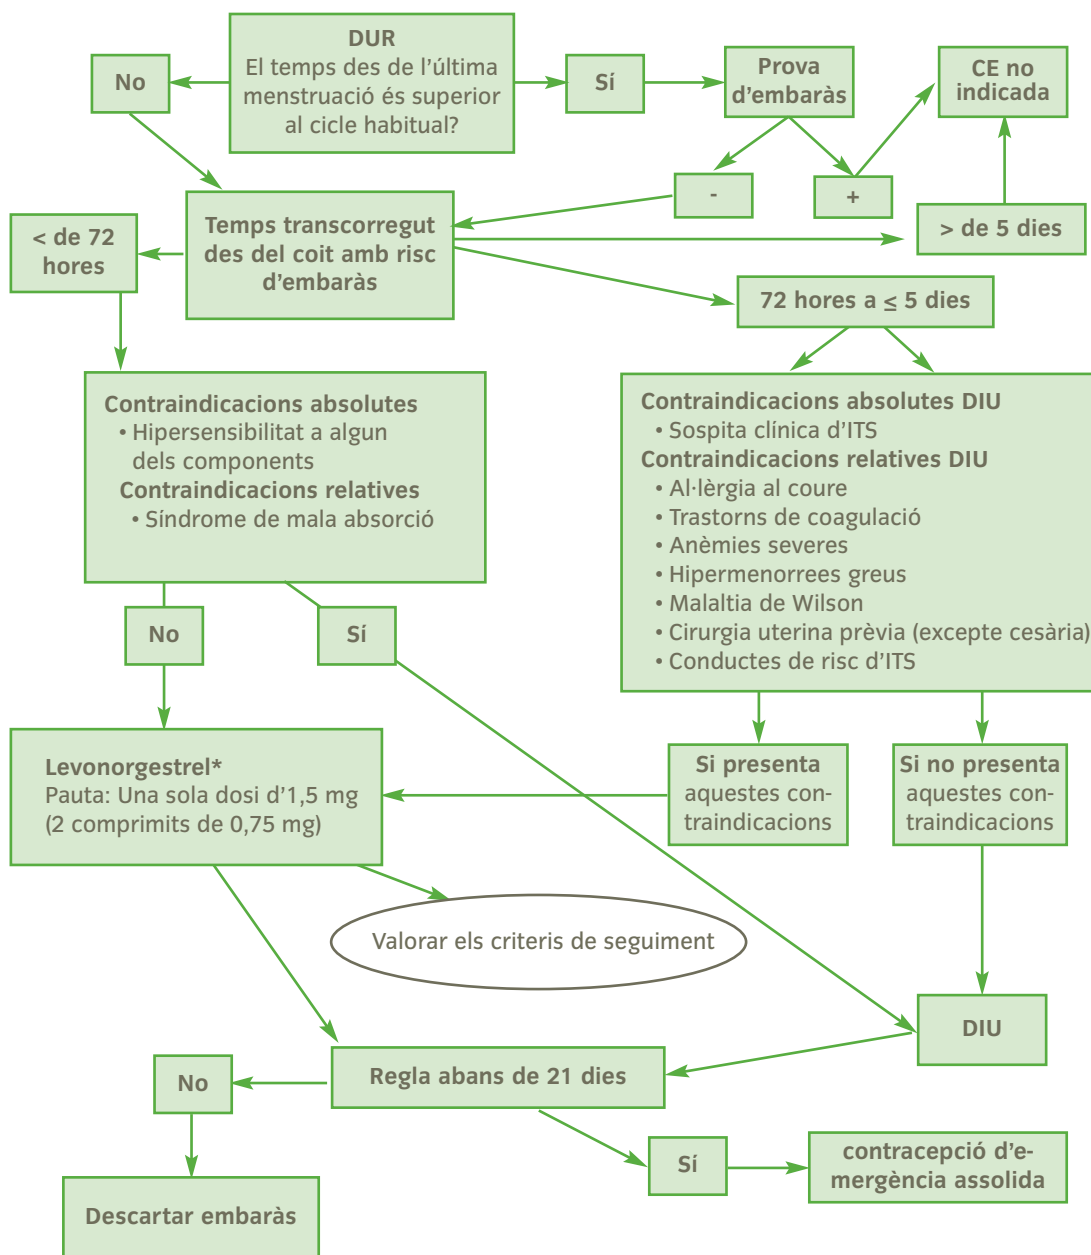 DUR
El temps des de l'última
menstruació és superior
al cicle habitual?
No
Sí
Prova
d'embaràs
CE no
indicada
-
+
Temps transcorregut
des del coit amb risc
d'embaràs
< de 72
hores
> de 5 dies
72 hores a ≤ 5 dies
Contraindicacions absolutes
• Hipersensibilitat a algun
dels components
Contraindicacions relatives
• Síndrome de mala absorció
Contraindicacions absolutes DIU
• Sospita clínica d'ITS
Contraindicacions relatives DIU
• Al·lèrgia al coure
• Trastorns de coagulació
• Anèmies severes
• Hipermenorrees greus
• Malaltia de Wilson
• Cirurgia uterina prèvia (excepte cesària)
• Conductes de risc d'ITS
No
Sí
Levonorgestrel*
Pauta: Una sola dosi d'1,5 mg
(2 comprimits de 0,75 mg)
Si presenta
aquestes con-
traindicacions
Si no presenta
aquestes con-
traindicacions
Valorar els criteris de seguiment
DIU
Regla abans de 21 dies
No
Sí
contracepció d'e-
mergència assolida
Descartar embaràs